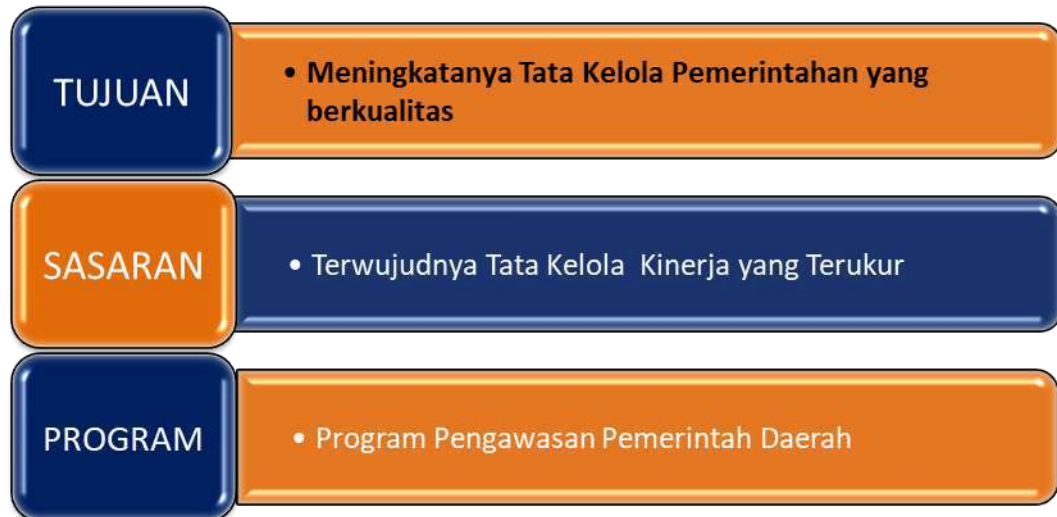 TUJUAN
• Meningkatanya Tata Kelola Pemerintahan yang
berkualitas
SASARAN
• Terwujudnya Tata Kelola Kinerja yang Terukur
PROGRAM
• Program Pengawasan Pemerintah Daerah